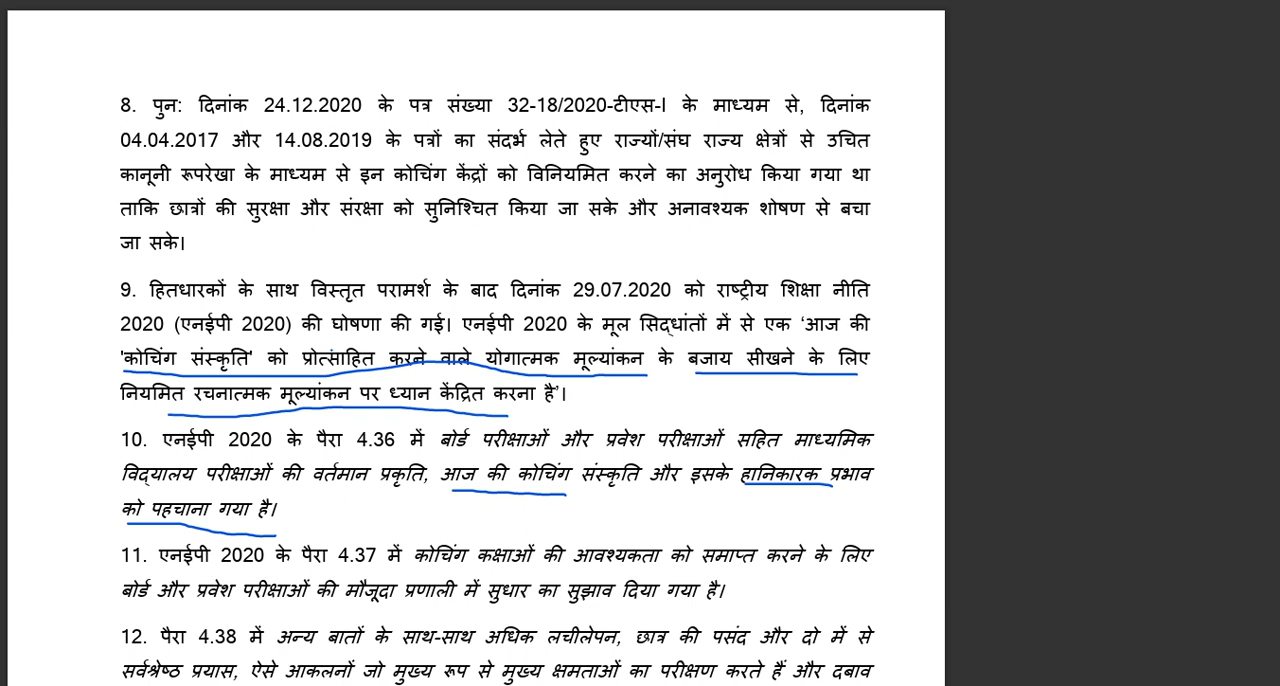 8. पुन: दिनांक 24.12.2020 के पत्र संख्या 32-18/2020-टीएस-I के माध्यम से, दिनांक
04.04.2017 और 14.08.2019 के पत्रों का संदर्भ लेते हुए राज्यों/संघ राज्य क्षेत्रों से उचित
कानूनी रूपरेखा के माध्यम से इन कोचिंग केंद्रों को विनियमित करने का अनुरोध किया गया था
ताकि छात्रों की सुरक्षा और संरक्षा को सुनिश्चित किया जा सके और अनावश्यक शोषण से बचा
जा सके।
9. हितधारकों के साथ विस्तृत परामर्श के बाद दिनांक 29.07.2020 को राष्ट्रीय शिक्षा नीति
2020 (एनईपी 2020) की घोषणा की गई। एनईपी 2020 के मूल सिद्धांतों में से एक ‘आज की
'कोचिंग संस्कृति' को प्रोत्साहित करने वाले योगात्मक मूल्यांकन के बजाय सीखने के लिए
नियमित रचनात्मक मूल्यांकन पर ध्यान केंद्रित करना है’।
10. एनईपी 2020 के पैरा 4.36 में बोर्ड परीक्षाओं और प्रवेश परीक्षाओं सहित माध्यमिक
विद्यालय परीक्षाओं की वर्तमान प्रकृति, आज की कोचिंग संस्कृति और इसके हानिकारक प्रभाव
को पहचाना गया है।
11. एनईपी 2020 के पैरा 4.37 में कोचिंग कक्षाओं की आवश्यकता को समाप्त करने के लिए
बोर्ड और प्रवेश परीक्षाओं की मौजूदा प्रणाली में सुधार का सुझाव दिया गया है।
12. पैरा 4.38 में अन्य बातों के साथ-साथ अधिक लचीलेपन, छात्र की पसंद और दो में से
सर्वश्रेष्ठ प्रयास, ऐसे आकलनों जो मुख्य रूप से मुख्य क्षमताओं का परीक्षण करते हैं और दबाव